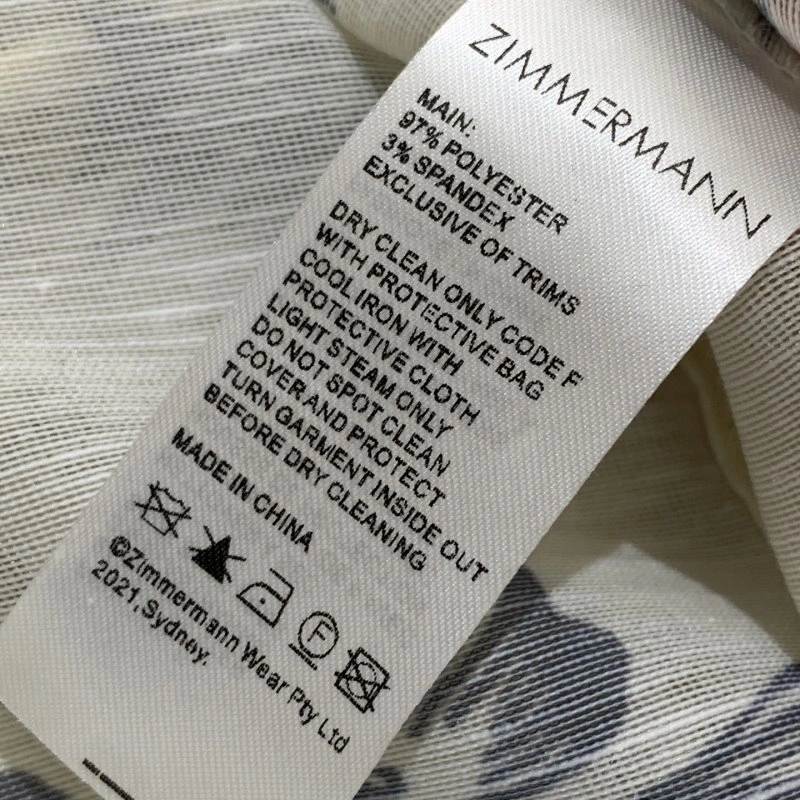 ZIMMERMANN
MAIN:
97% POLYESTER
3% SPANDEX
EXCLUSIVE OF TRIMS
DRY CLEAN ONLY CODE F
WITH PROTECTIVE BAG
COOL IRON WITH
PROTECTIVE CLOTH
LIGHT STEAM ONLY
DO NOT SPOT CLEAN
COVER AND PROTECT
TURN GARMENT INSIDE OUT
BEFORE DRY CLEANING
MADE IN CHINA
F
©Zimmermann Wear Pty Ltd
2021,Sydney.